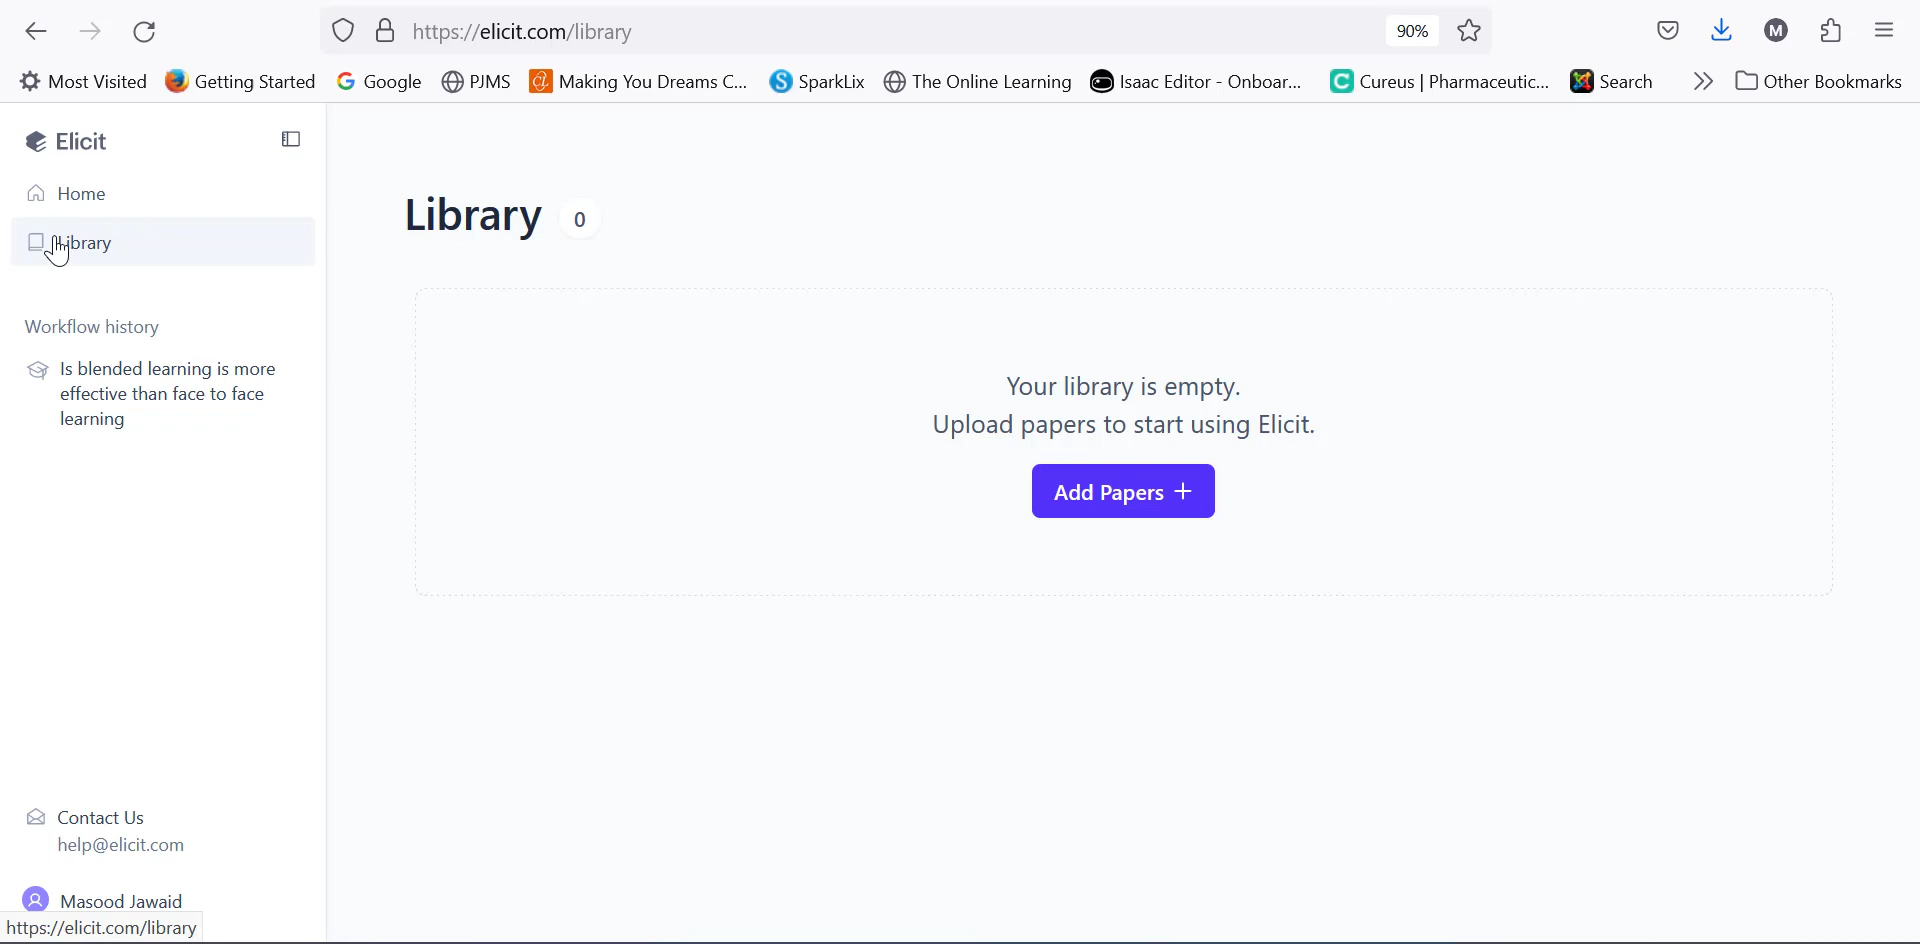 https://elicit.com/library
90%
M
Most Visited
Getting Started
Google
PJMS
Making You Dreams C...
SparkLix
The Online Learning
Isaac Editor - Onboar...
Cureus | Pharmaceutic...
Search
Other Bookmarks
Elicit
Home
Library
Workflow history
Is blended learning is more
effective than face to face
learning
Contact Us
help@elicit.com
Masood Jawaid
https://elicit.com/library
Library 0
Your library is empty.
Upload papers to start using Elicit.
Add Papers +